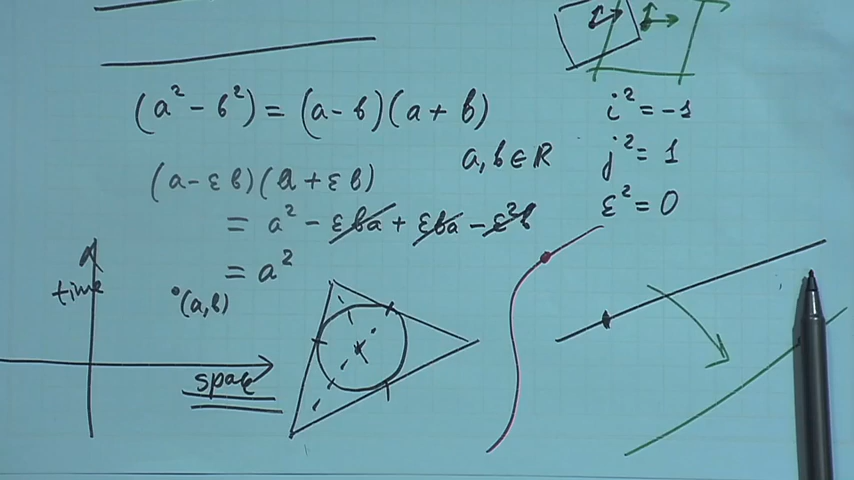 (a² - b²) = (a - b)(a + b)
a, b ∈ ℝ
i² = -1
j² = 1
ε² = 0
(a - εb)(a + εb)
= a² - εba + εba - ε²b
= a²
time
(a, b)
space